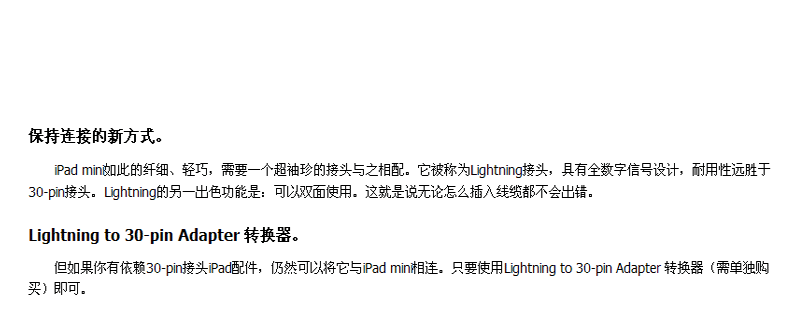 保持连接的新方式。
iPad min如此的纤细、轻巧，需要一个超袖珍的接头与之相配。它被称为Lightning接头，具有全数字信号设计，耐用性远胜于
30-pin接头。Lightning的另一出色功能是：可以双面使用。这就是说无论怎么插入线缆都不会出错。
Lightning to 30-pin Adapter 转换器。
但如果你有依赖30-pin接头iPad配件，仍然可以将它与iPad min相连。只要使用Lightning to 30-pin Adapter 转换器（需单独购
买）即可。